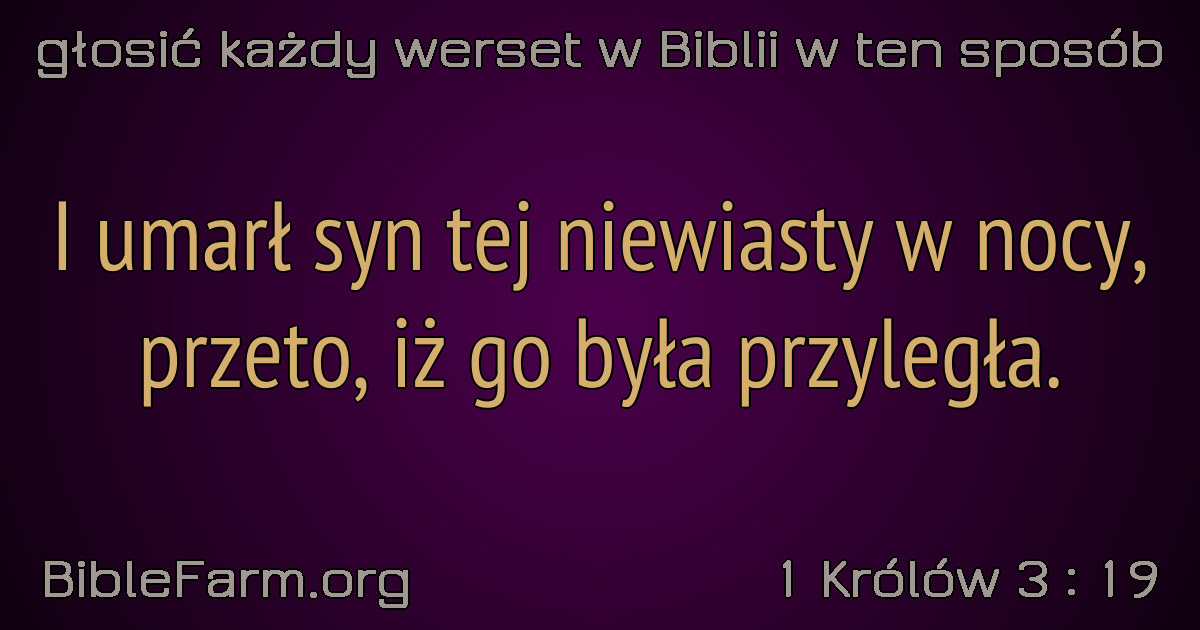 głosić każdy werset w Biblii w ten sposób
I umarł syn tej niewiasty w nocy,
przeto, iż go była przyległa.
BibleFarm.org
1 Królów 3 : 19